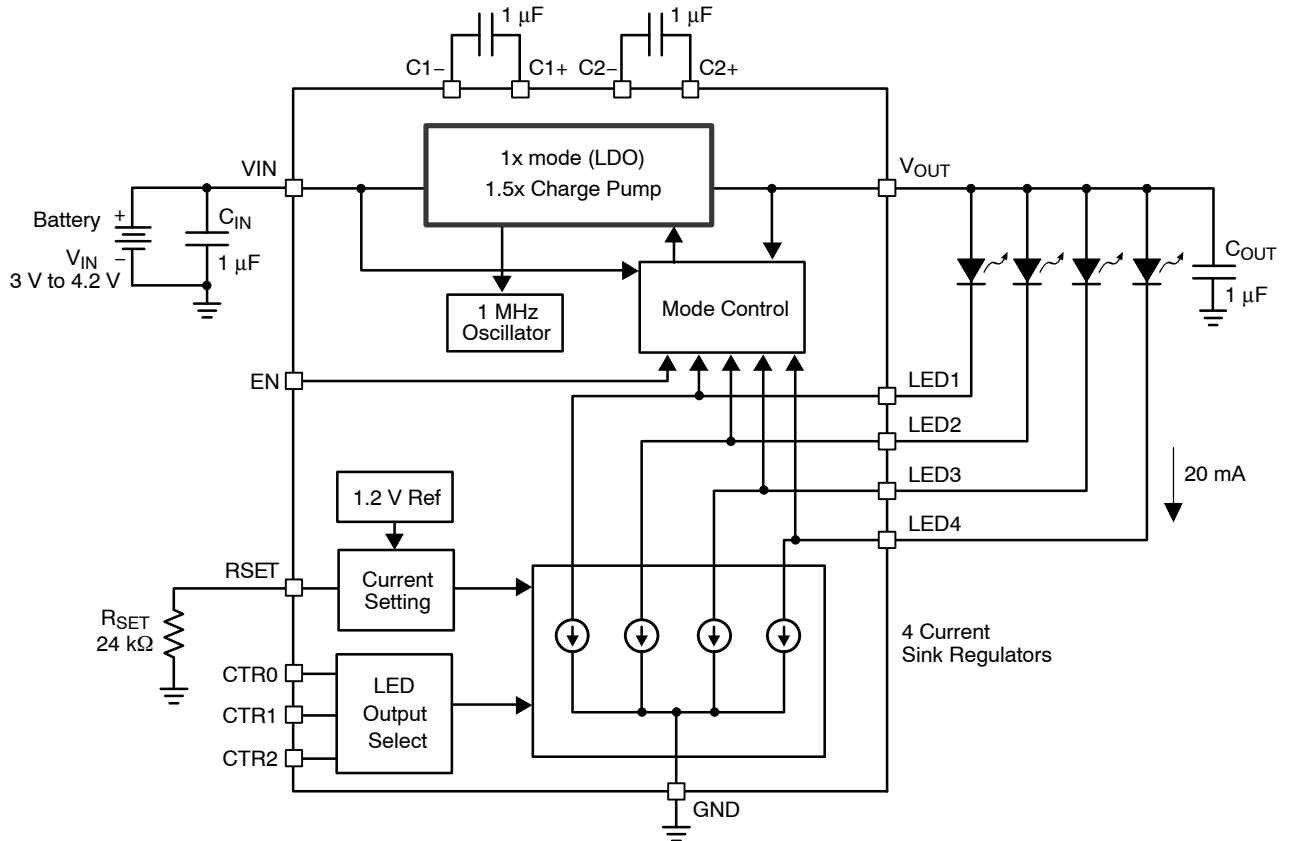 1 μF
1 μF
C1−
C1+
C2−
C2+
VIN
1x mode (LDO)
1.5x Charge Pump
VOUT
Battery
+
−
VIN
3 V to 4.2 V
CIN
1 μF
1 MHz
Oscillator
Mode Control
COUT
1 μF
EN
LED1
LED2
LED3
LED4
20 mA
1.2 V Ref
RSET
Current
Setting
RSET
24 kΩ
4 Current
Sink Regulators
CTR0
CTR1
CTR2
LED
Output
Select
GND